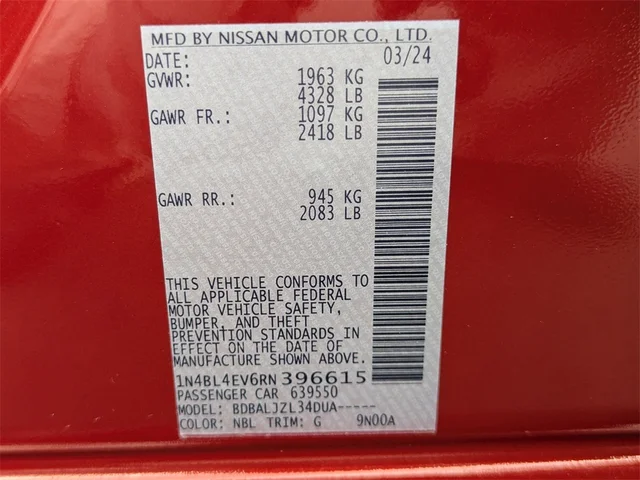 MFD BY NISSAN MOTOR CO., LTD.
DATE: 03/24
GVWR: 1963 KG
4328 LB
GAWR FR.: 1097 KG
2418 LB
GAWR RR.: 945 KG
2083 LB
THIS VEHICLE CONFORMS TO
ALL APPLICABLE FEDERAL
MOTOR VEHICLE SAFETY,
BUMPER, AND THEFT
PREVENTION STANDARDS IN
EFFECT ON THE DATE OF
MANUFACTURE SHOWN ABOVE.
1N4BL4EV6RN396615
PASSENGER CAR 639550
MODEL: BDBALJZL34DUA-----
COLOR: NBL TRIM: G 9N00A